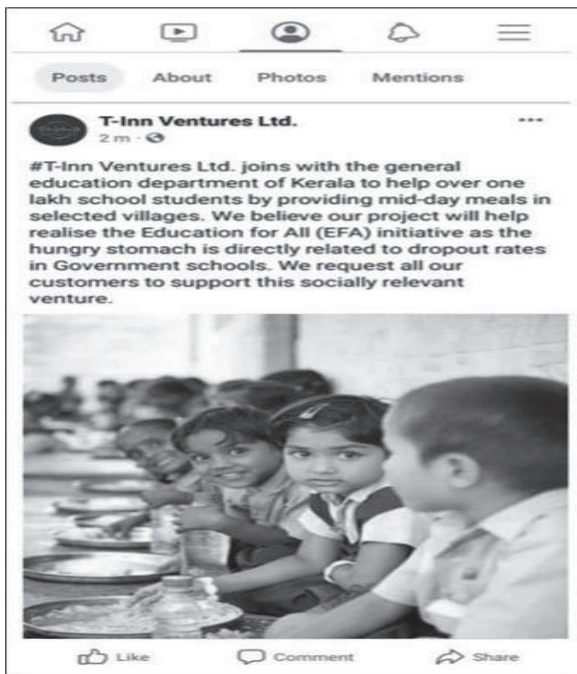 Posts About Photos Mentions
T-Inn Ventures Ltd.
2 m
#T-Inn Ventures Ltd. joins with the general
education department of Kerala to help over one
lakh school students by providing mid-day meals in
selected villages. We believe our project will help
realise the Education for All (EFA) initiative as the
hungry stomach is directly related to dropout rates
in Government schools. We request all our
customers to support this socially relevant
venture.
Like Comment Share